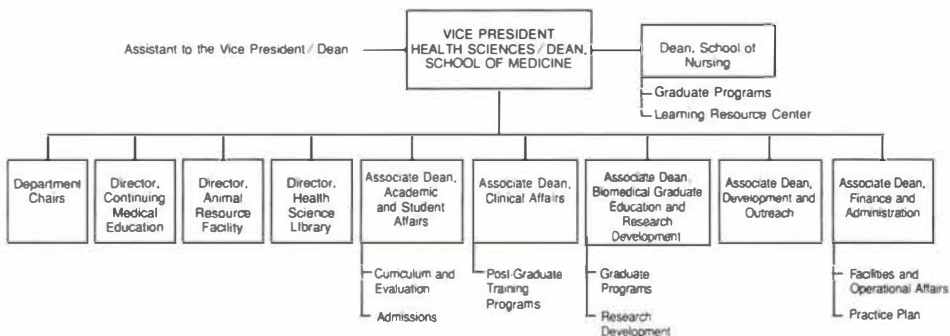 Assistant to the Vice President/Dean
VICE PRESIDENT
HEALTH SCIENCES/DEAN,
SCHOOL OF MEDICINE
Dean, School of
Nursing
Graduate Programs
Learning Resource Center
Department
Chairs
Director,
Continuing
Medical
Education
Director,
Animal
Resource
Facility
Director,
Health
Science
Library
Associate Dean,
Academic
and Student
Affairs
Curriculum and
Evaluation
Admissions
Associate Dean,
Clinical Affairs
Post-Graduate
Training
Programs
Associate Dean,
Biomedical Graduate
Education and
Research
Development
Graduate
Programs
Research
Development
Associate Dean,
Development and
Outreach
Associate Dean,
Finance and
Administration
Facilities and
Operational Affairs
Practice Plan